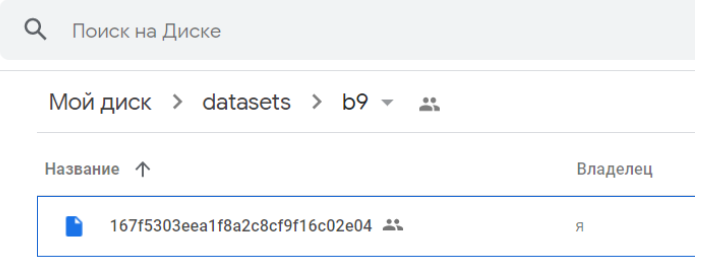 Поиск на Диске
Мой диск > datasets > b9
Название ↑ Владелец
167f5303eea1f8a2c8cf9f16c02e04 я